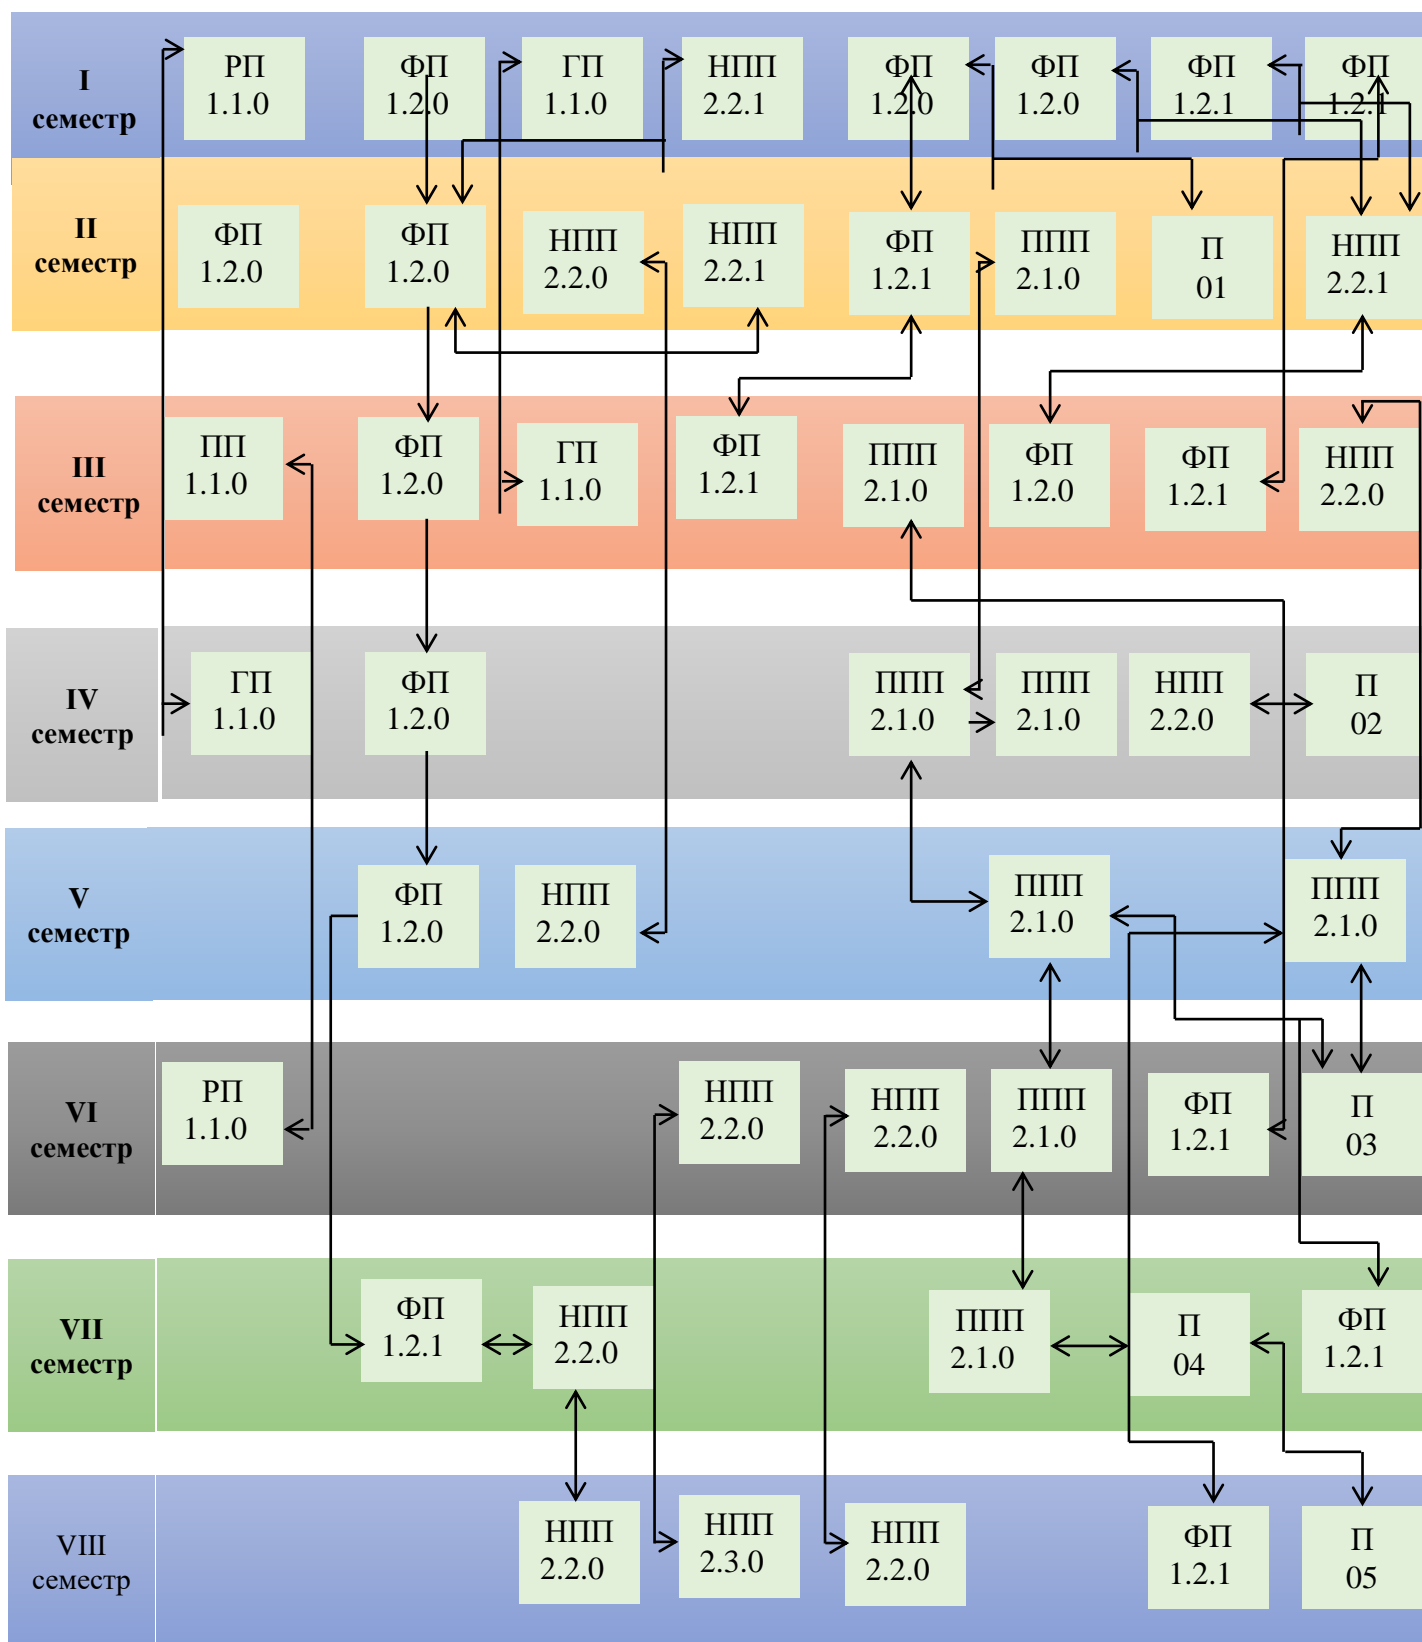 I
семестр
РП
1.1.0
ФП
1.2.0
ГП
1.1.0
НПП
2.2.1
ФП
1.2.0
ФП
1.2.0
ФП
1.2.1
ФП
1.2.1
II
семестр
ФП
1.2.0
ФП
1.2.0
НПП
2.2.0
НПП
2.2.1
ФП
1.2.1
ППП
2.1.0
П
01
НПП
2.2.1
III
семестр
ПП
1.1.0
ФП
1.2.0
ГП
1.1.0
ФП
1.2.1
ППП
2.1.0
ФП
1.2.0
ФП
1.2.1
НПП
2.2.0
IV
семестр
ГП
1.1.0
ФП
1.2.0
ППП
2.1.0
ППП
2.1.0
НПП
2.2.0
П
02
V
семестр
ФП
1.2.0
НПП
2.2.0
ППП
2.1.0
ППП
2.1.0
VI
семестр
РП
1.1.0
НПП
2.2.0
НПП
2.2.0
ППП
2.1.0
ФП
1.2.1
П
03
VII
семестр
ФП
1.2.1
НПП
2.2.0
ППП
2.1.0
П
04
ФП
1.2.1
VIII
семестр
НПП
2.2.0
НПП
2.3.0
НПП
2.2.0
ФП
1.2.1
П
05